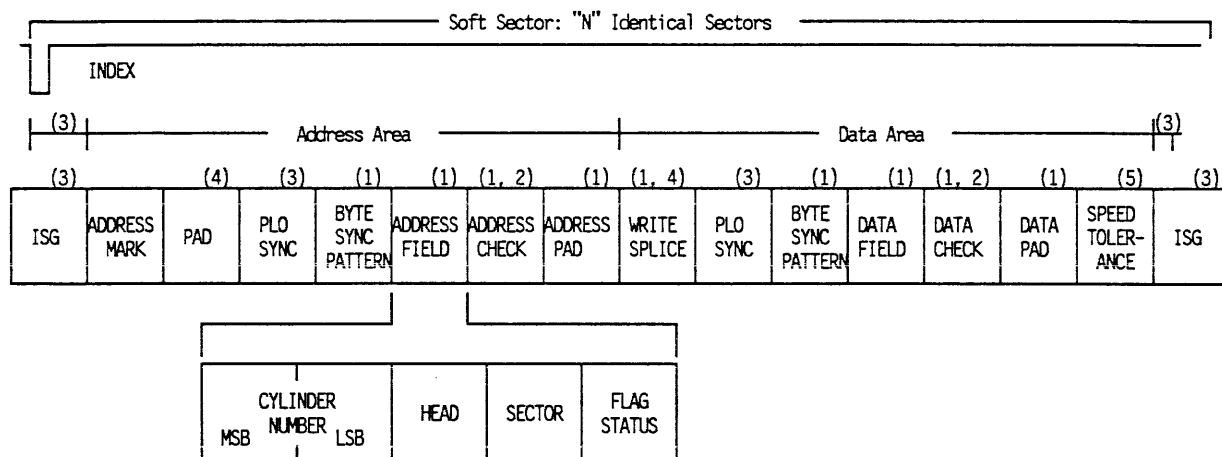 Soft Sector: "N" Identical Sectors
INDEX
(3) Address Area Data Area (3)
(3) (4) (3) (1) (1) (1, 2) (1) (1, 4) (3) (1) (1) (1, 2) (1) (5) (3)
ISG ADDRESS MARK PAD PLO SYNC BYTE SYNC PATTERN ADDRESS FIELD ADDRESS CHECK ADDRESS PAD WRITE SPLICE PLO SYNC BYTE SYNC PATTERN DATA FIELD DATA CHECK DATA PAD SPEED TOLER- ANCE ISG
CYLINDER NUMBER MSB LSB HEAD SECTOR FLAG STATUS